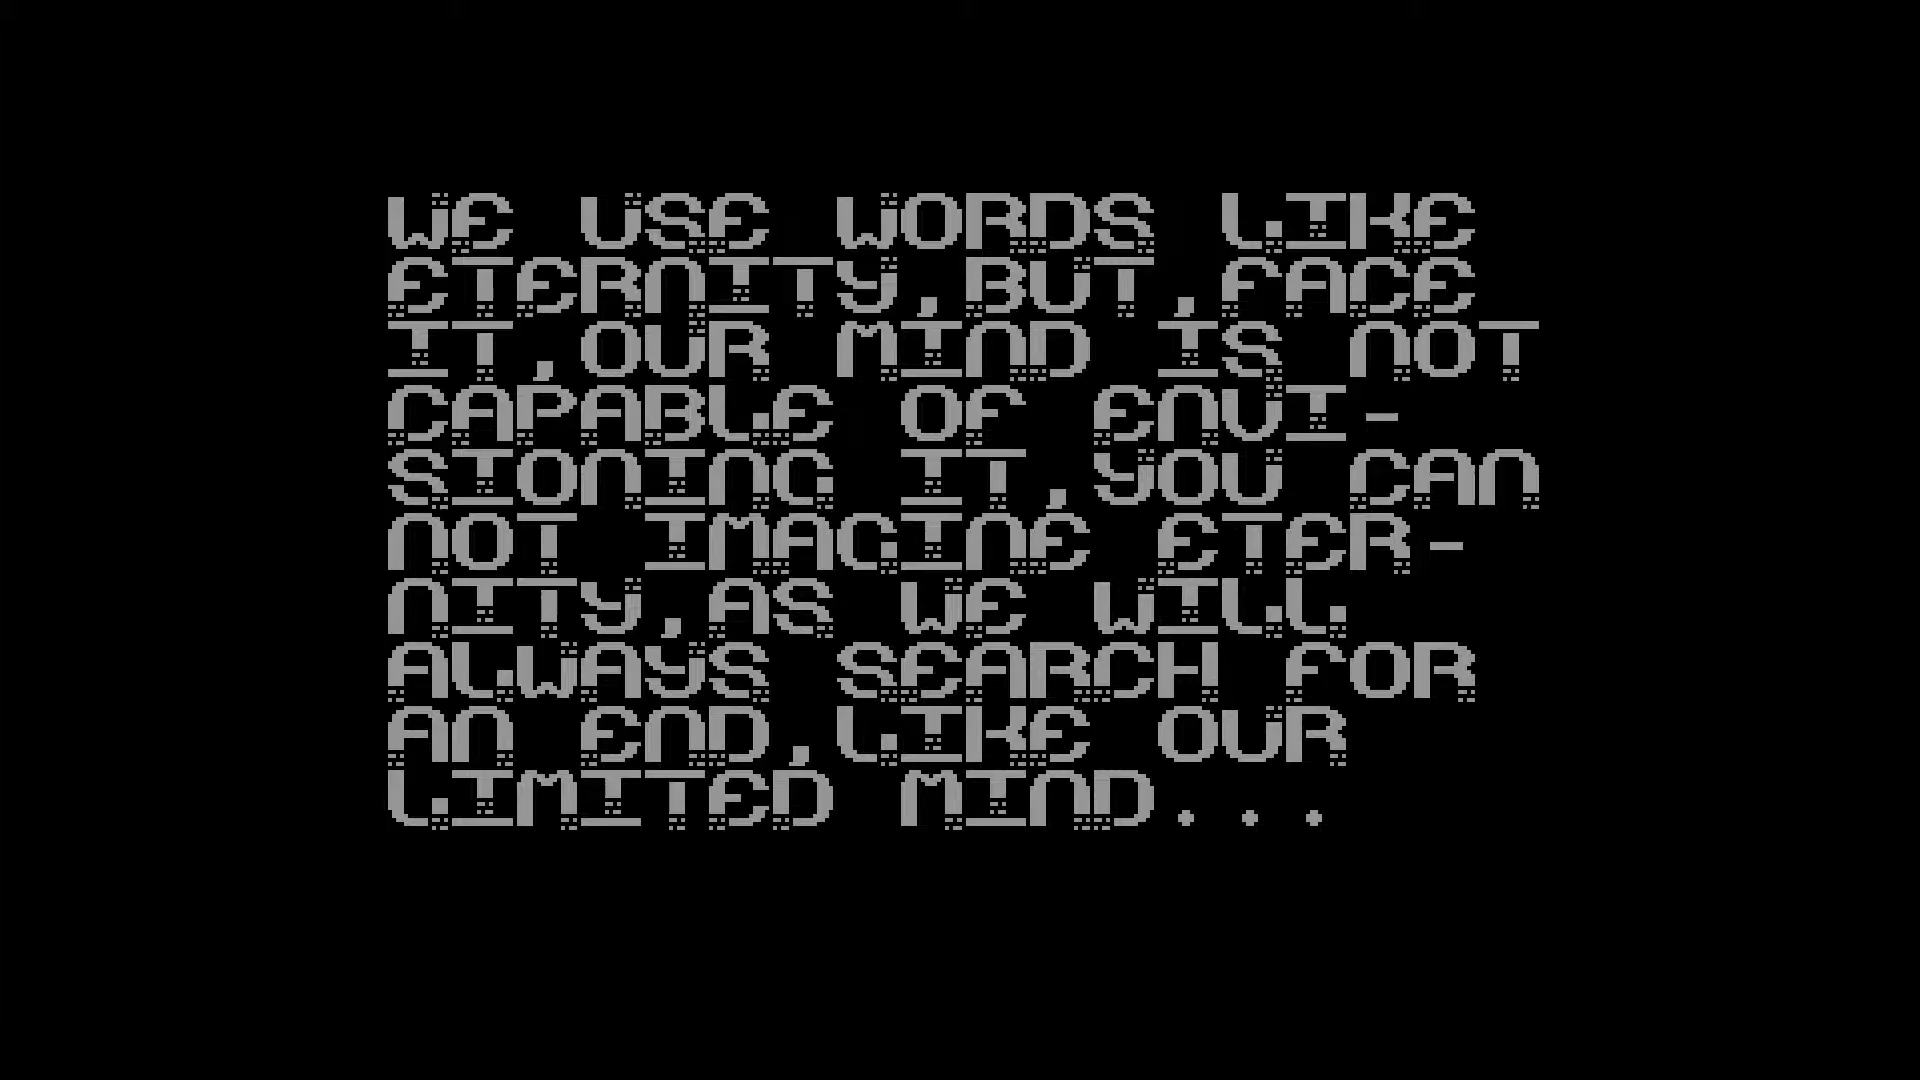 WE USE WORDS LIKE
ETERNITY,BUT,FACE
IT,OUR MIND IS NOT
CAPABLE OF ENVI-
SIONING IT,YOU CAN
NOT IMAGINE ETER-
NITY,AS WE WILL
ALWAYS SEARCH FOR
AN END,LIKE OUR
LIMITED MIND...